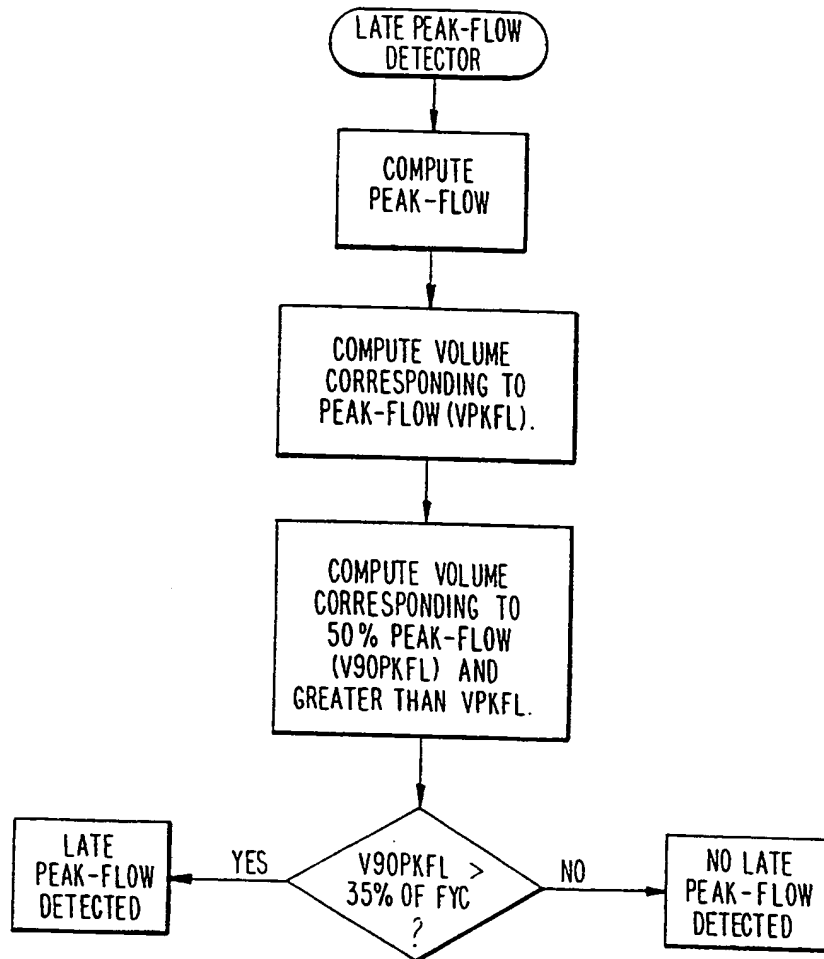 LATE PEAK-FLOW
DETECTOR
COMPUTE
PEAK-FLOW
COMPUTE VOLUME
CORRESPONDING TO
PEAK-FLOW (VPKFL).
COMPUTE VOLUME
CORRESPONDING TO
50% PEAK-FLOW
(V90PKFL) AND
GREATER THAN VPKFL.
V90PKFL >
35% OF FYC
?
YES
NO
LATE
PEAK-FLOW
DETECTED
NO LATE
PEAK-FLOW
DETECTED